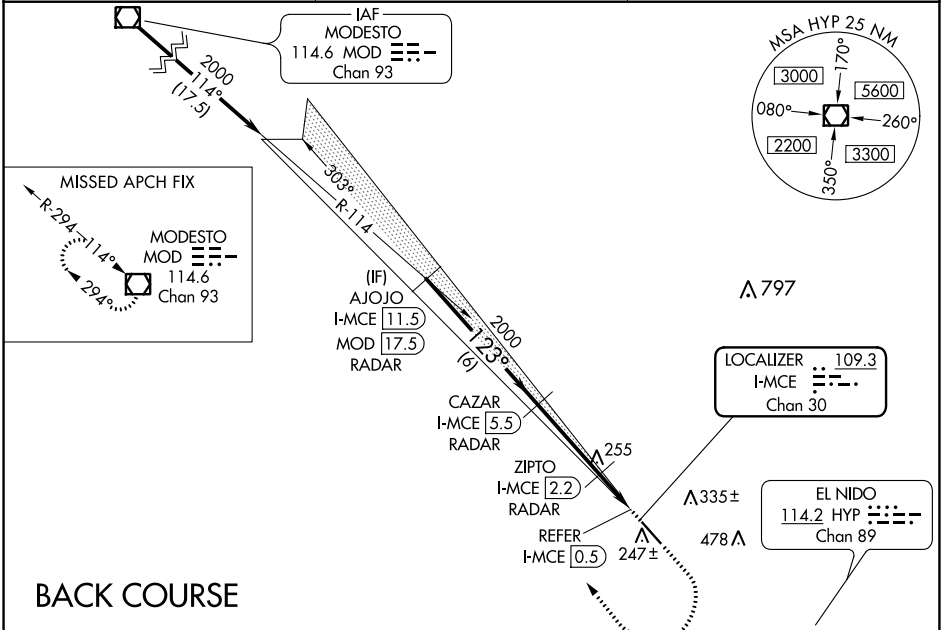 IAF
MODESTO
114.6 MOD
Chan 93
2000
114°
(17.5)
MSA HYP 25 NM
170°
3000
5600
080°
260°
2200
3300
350°
303°
R-114
MISSED APCH FIX
R-294
114°
294°
MODESTO
MOD
114.6
Chan 93
(IF)
AJOJO
I-MCE 11.5
MOD 17.5
RADAR
2000
123°
(6)
797
LOCALIZER 109.3
I-MCE
Chan 30
CAZAR
I-MCE 5.5
RADAR
255
ZIPTO
I-MCE 2.2
RADAR
335±
EL NIDO
114.2 HYP
Chan 89
REFER
I-MCE 0.5
247±
478
BACK COURSE